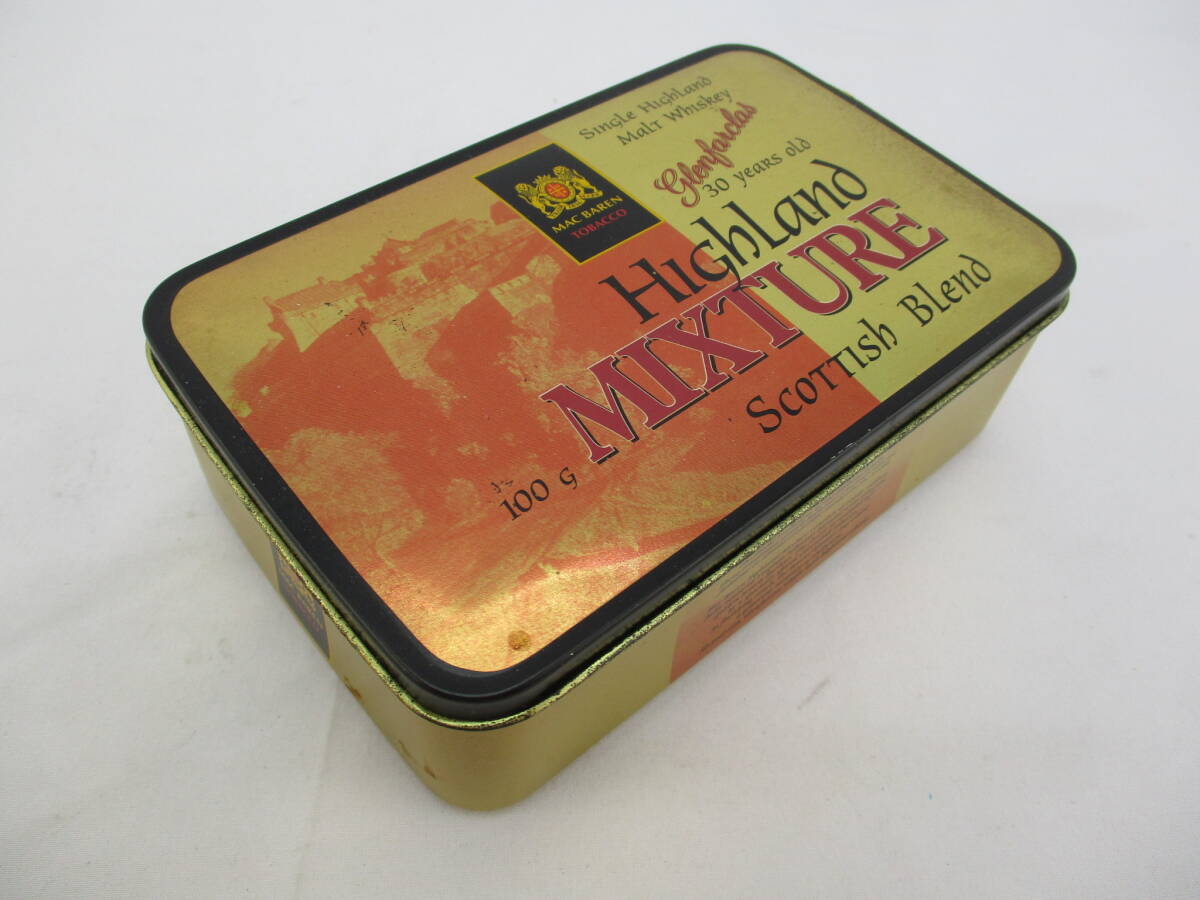 Single Highland
Malt Whiskey
Glenfarclas
30 years old
MAC BAREN
TOBACCO
Highland
MIXTURE
Scottish Blend
100 G